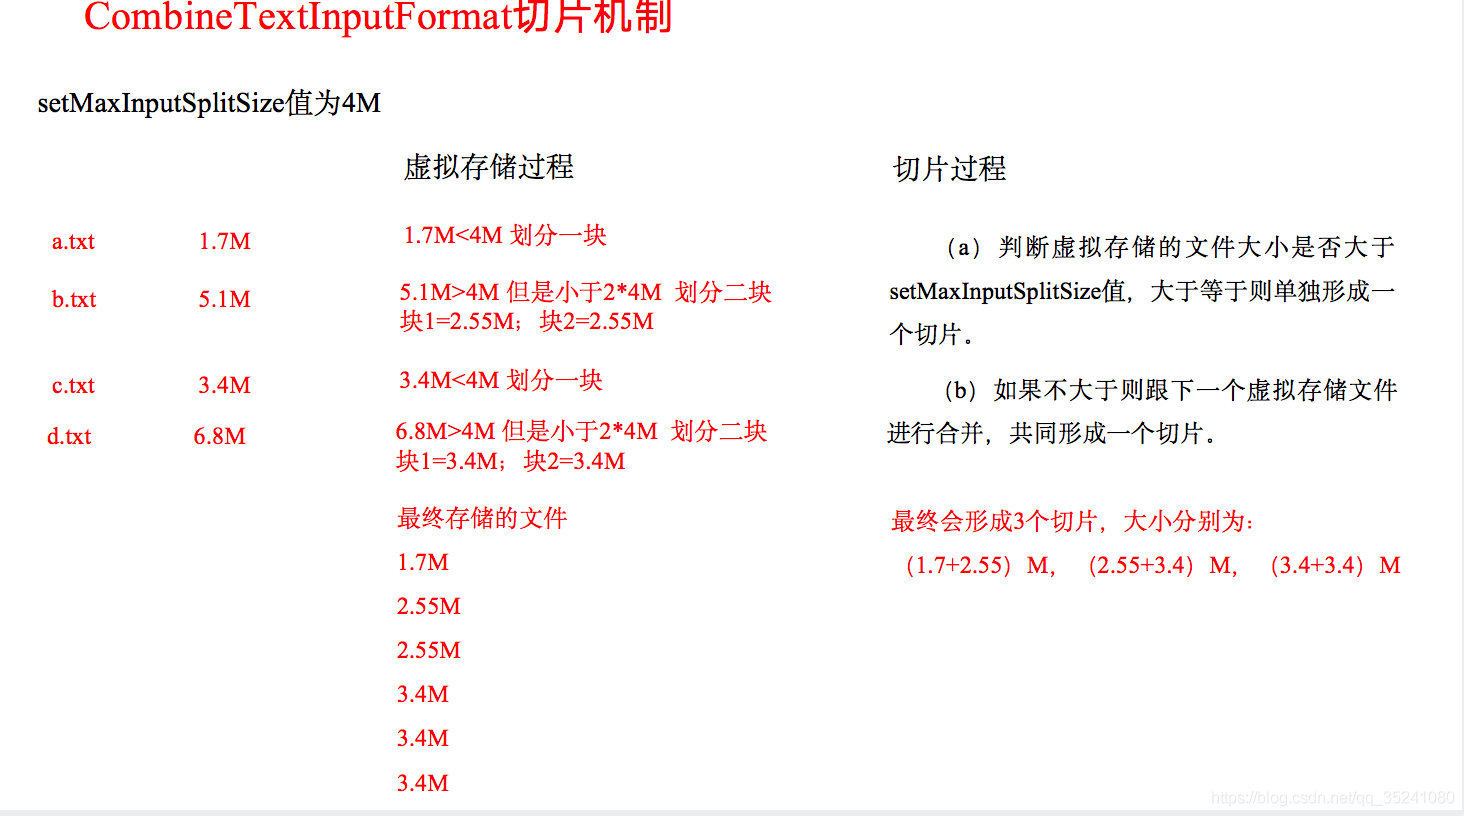 CombineTextInputFormat切片机制
setMaxInputSplitSize值为4M
虚拟存储过程
切片过程
a.txt 1.7M 1.7M<4M 划分一块
b.txt 5.1M 5.1M>4M 但是小于2*4M 划分二块
块1=2.55M；块2=2.55M
c.txt 3.4M 3.4M<4M 划分一块
d.txt 6.8M 6.8M>4M 但是小于2*4M 划分二块
块1=3.4M；块2=3.4M
最终存储的文件
1.7M
2.55M
2.55M
3.4M
3.4M
3.4M
（a）判断虚拟存储的文件大小是否大于
setMaxInputSplitSize值，大于等于则单独形成一
个切片。
（b）如果不大于则跟下一个虚拟存储文件
进行合并，共同形成一个切片。
最终会形成3个切片，大小分别为：
（1.7+2.55）M，（2.55+3.4）M，（3.4+3.4）M
https://blog.csdn.net/qq_35241080